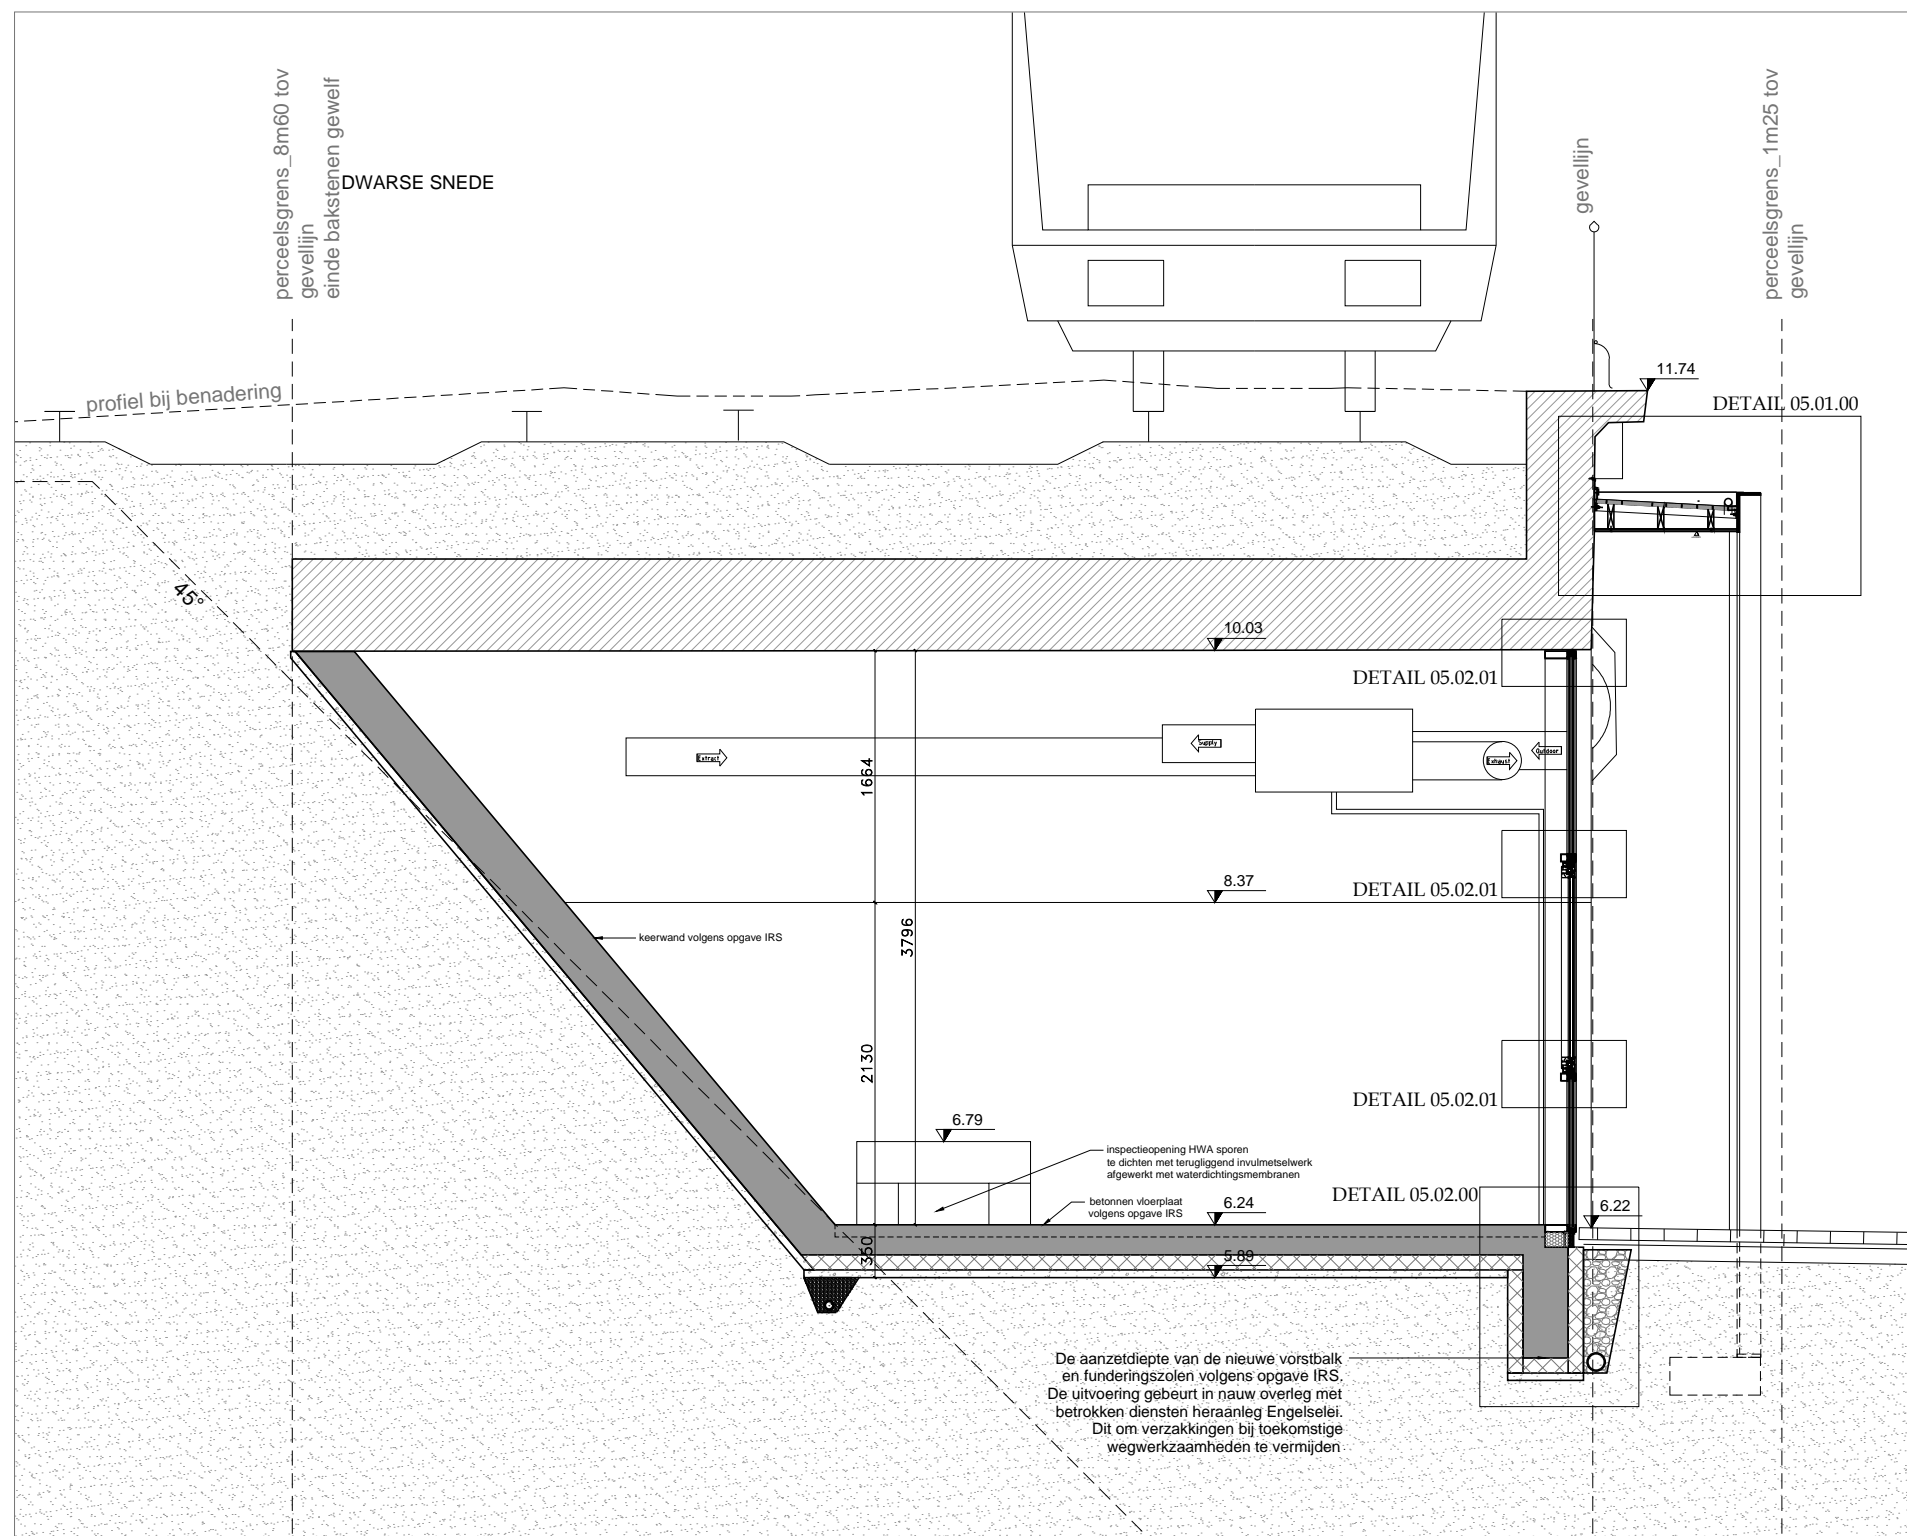 perceelsgrens_8m60 tov
gevellijn
einde bakstenen gewelf
DWARSE SNEDE
gevellijn
perceelsgrens_1m25 tov
gevellijn
profiel bij benadering
11.74
DETAIL 05.01.00
45°
10.03
DETAIL 05.02.01
Extract
Supply
Exhaust
Outdoor
1664
8.37
DETAIL 05.02.01
3796
keerwand volgens opgave IRS
2130
DETAIL 05.02.01
6.79
inspectieopening HWA sporen
te dichten met terugliggend invulmetselwerk
afgewerkt met waterdichtingsmembranen
betonnen vloerplaat
volgens opgave IRS
DETAIL 05.02.00
6.24
6.22
350
5.89
De aanzetdiepte van de nieuwe vorstbalk
en funderingszolen volgens opgave IRS.
De uitvoering gebeurt in nauw overleg met
betrokken diensten heraanleg Engelselei.
Dit om verzakkingen bij toekomstige
wegwerkzaamheden te vermijden